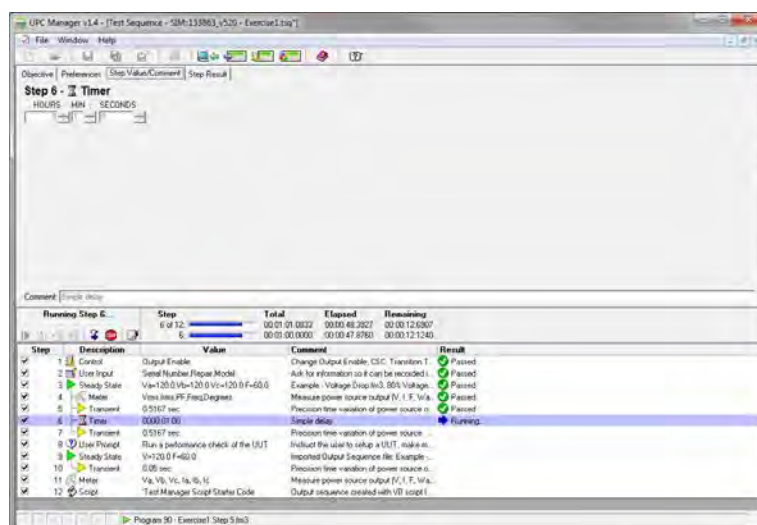 UPC Manager v1.4 - [Test Sequence - SIM:133863_v520 - Exercise1.tsq*]
File Window Help
Objective Preferences Step Value/Comment Step Result
Step 6 - Timer
HOURS MIN SECONDS
Comment: Simple delay
Running Step 6... Step Total Elapsed Remaining
6 of 12: 00:01:01.0833 00:00:48.3927 00:00:12.6907
6: 00:01:00.0000 00:00:47.8760 00:00:12.1240
Step Description Value Comment Result
1 Control Output Enable Change Output Enable, CSC, Transition T... Passed
2 User Input Serial Number,Repair,Model Ask for information so it can be recorded i... Passed
3 Steady State Va=120.0 Vb=120.0 Vc=120.0 F=60.0 Example - Voltage Drop.tm3, 80% Voltage... Passed
4 Meter Vrms,Irms,PF,Freq,Degrees Measure power source output (V, I, F, Wa... Passed
5 Transient 0.5167 sec Precision time variation of power source o... Passed
6 Timer 0000:01:00 Simple delay Running...
7 Transient 0.5167 sec Precision time variation of power source ...
8 User Prompt Run a performance check of the UUT Instruct the user to setup a UUT, make m...
9 Steady State V=120.0 F=60.0 Imported Output Sequence file: Example -...
10 Transient 0.05 sec Precision time variation of power source o...
11 Meter Va, Vb, Vc, Ia, Ib, Ic Measure power source output (V, I, F, Wa...
12 Script 'Test Manager Script Starter Code Output sequence created with VB script l...
Program 90 - Exercise1 Step 5.tm3